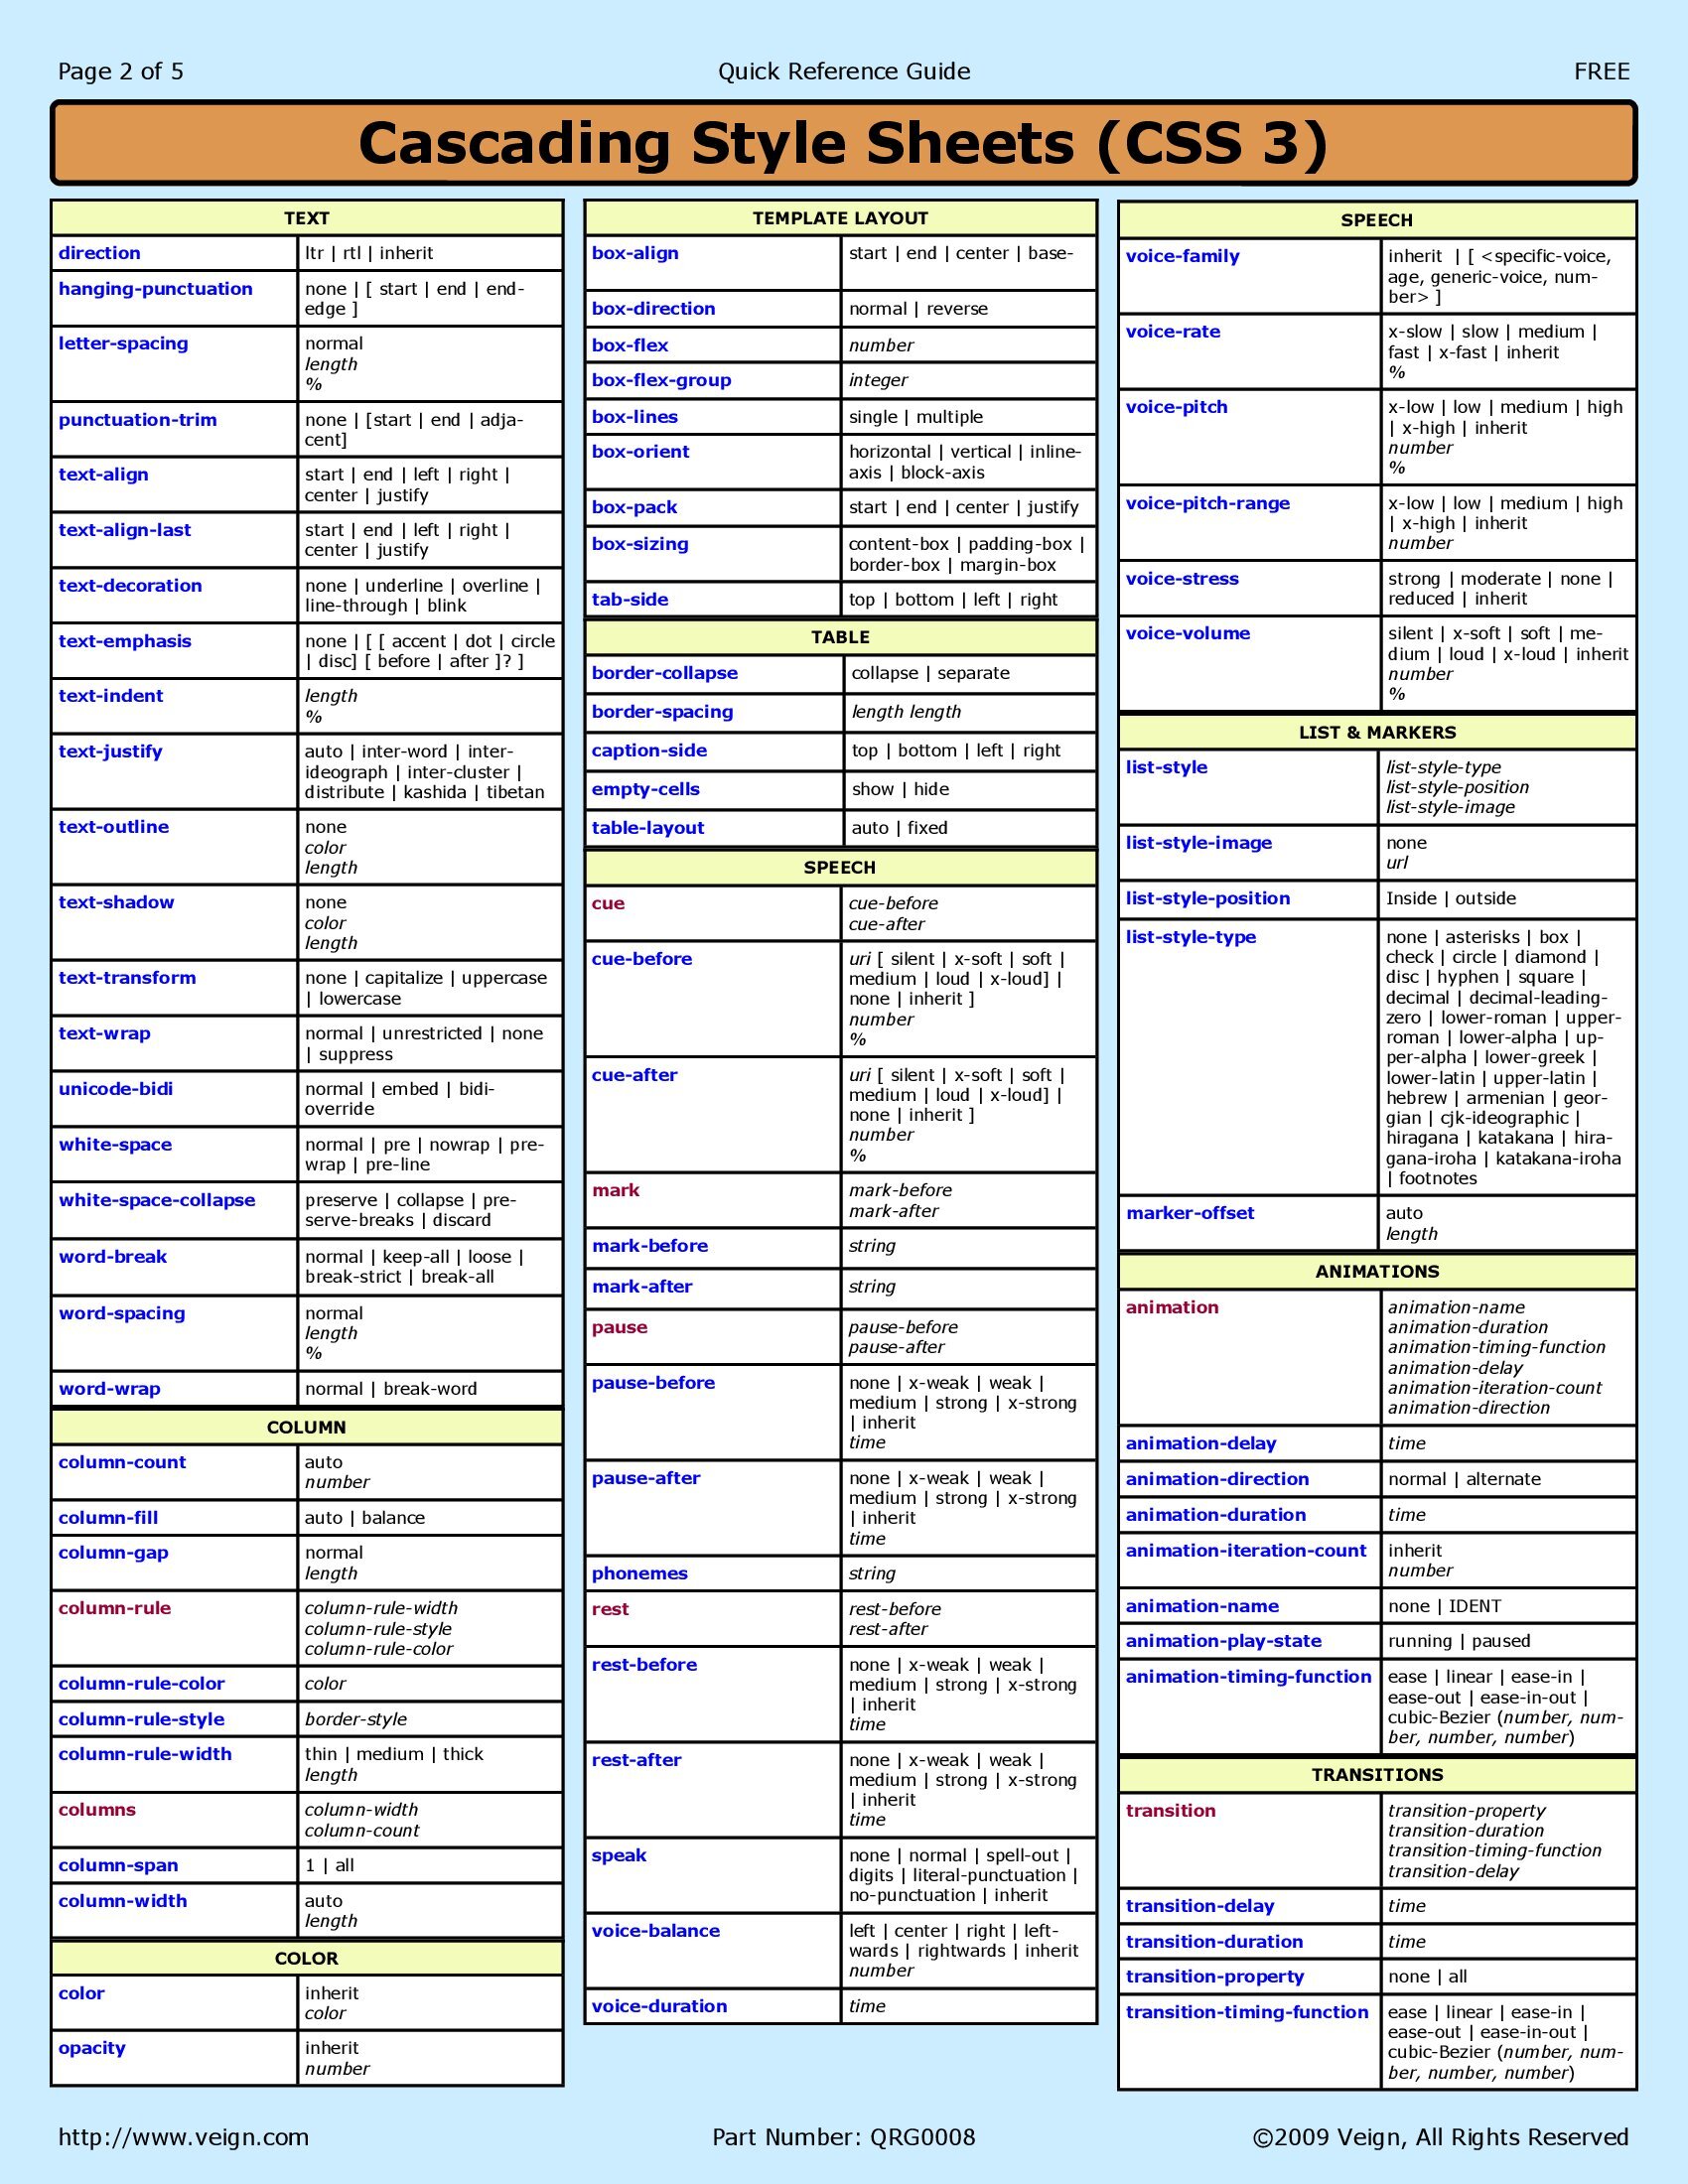 Page 2 of 5
Quick Reference Guide
FREE
Cascading Style Sheets (CSS 3)
TEXT
direction
ltr | rtl | inherit
hanging-punctuation
none | [ start | end | end-
edge ]
letter-spacing
normal
length
%
punctuation-trim
none | [start | end | adja-
cent]
text-align
start | end | left | right |
center | justify
text-align-last
start | end | left | right |
center | justify
text-decoration
none | underline | overline |
line-through | blink
text-emphasis
none | [ [ accent | dot | circle
| disc] [ before | after ]? ]
text-indent
length
%
text-justify
auto | inter-word | inter-
ideograph | inter-cluster |
distribute | kashida | tibetan
text-outline
none
color
length
text-shadow
none
color
length
text-transform
none | capitalize | uppercase
| lowercase
text-wrap
normal | unrestricted | none
| suppress
unicode-bidi
normal | embed | bidi-
override
white-space
normal | pre | nowrap | pre-
wrap | pre-line
white-space-collapse
preserve | collapse | pre-
serve-breaks | discard
word-break
normal | keep-all | loose |
break-strict | break-all
word-spacing
normal
length
%
word-wrap
normal | break-word
COLUMN
column-count
auto
number
column-fill
auto | balance
column-gap
normal
length
column-rule
column-rule-width
column-rule-style
column-rule-color
column-rule-color
color
column-rule-style
border-style
column-rule-width
thin | medium | thick
length
columns
column-width
column-count
column-span
1 | all
column-width
auto
length
COLOR
color
inherit
color
opacity
inherit
number
TEMPLATE LAYOUT
box-align
start | end | center | base-
box-direction
normal | reverse
box-flex
number
box-flex-group
integer
box-lines
single | multiple
box-orient
horizontal | vertical | inline-
axis | block-axis
box-pack
start | end | center | justify
box-sizing
content-box | padding-box |
border-box | margin-box
tab-side
top | bottom | left | right
TABLE
border-collapse
collapse | separate
border-spacing
length length
caption-side
top | bottom | left | right
empty-cells
show | hide
table-layout
auto | fixed
SPEECH
cue
cue-before
cue-after
cue-before
uri [ silent | x-soft | soft |
medium | loud | x-loud] |
none | inherit ]
number
%
cue-after
uri [ silent | x-soft | soft |
medium | loud | x-loud] |
none | inherit ]
number
%
mark
mark-before
mark-after
mark-before
string
mark-after
string
pause
pause-before
pause-after
pause-before
none | x-weak | weak |
medium | strong | x-strong
| inherit
time
pause-after
none | x-weak | weak |
medium | strong | x-strong
| inherit
time
phonemes
string
rest
rest-before
rest-after
rest-before
none | x-weak | weak |
medium | strong | x-strong
| inherit
time
rest-after
none | x-weak | weak |
medium | strong | x-strong
| inherit
time
speak
none | normal | spell-out |
digits | literal-punctuation |
no-punctuation | inherit
voice-balance
left | center | right | left-
wards | rightwards | inherit
number
voice-duration
time
SPEECH
voice-family
inherit  | [ <specific-voice,
age, generic-voice, num-
ber> ]
voice-rate
x-slow | slow | medium |
fast | x-fast | inherit
%
voice-pitch
x-low | low | medium | high
| x-high | inherit
number
%
voice-pitch-range
x-low | low | medium | high
| x-high | inherit
number
voice-stress
strong | moderate | none |
reduced | inherit
voice-volume
silent | x-soft | soft | me-
dium | loud | x-loud | inherit
number
%
LIST & MARKERS
list-style
list-style-type
list-style-position
list-style-image
list-style-image
none
url
list-style-position
Inside | outside
list-style-type
none | asterisks | box |
check | circle | diamond |
disc | hyphen | square |
decimal | decimal-leading-
zero | lower-roman | upper-
roman | lower-alpha | up-
per-alpha | lower-greek |
lower-latin | upper-latin |
hebrew | armenian | geor-
gian | cjk-ideographic |
hiragana | katakana | hira-
gana-iroha | katakana-iroha
| footnotes
marker-offset
auto
length
ANIMATIONS
animation
animation-name
animation-duration
animation-timing-function
animation-delay
animation-iteration-count
animation-direction
animation-delay
time
animation-direction
normal | alternate
animation-duration
time
animation-iteration-count
inherit
number
animation-name
none | IDENT
animation-play-state
running | paused
animation-timing-function
ease | linear | ease-in |
ease-out | ease-in-out |
cubic-Bezier (number, num-
ber, number, number)
TRANSITIONS
transition
transition-property
transition-duration
transition-timing-function
transition-delay
transition-delay
time
transition-duration
time
transition-property
none | all
transition-timing-function
ease | linear | ease-in |
ease-out | ease-in-out |
cubic-Bezier (number, num-
ber, number, number)
http://www.veign.com
Part Number: QRG0008
©2009 Veign, All Rights Reserved